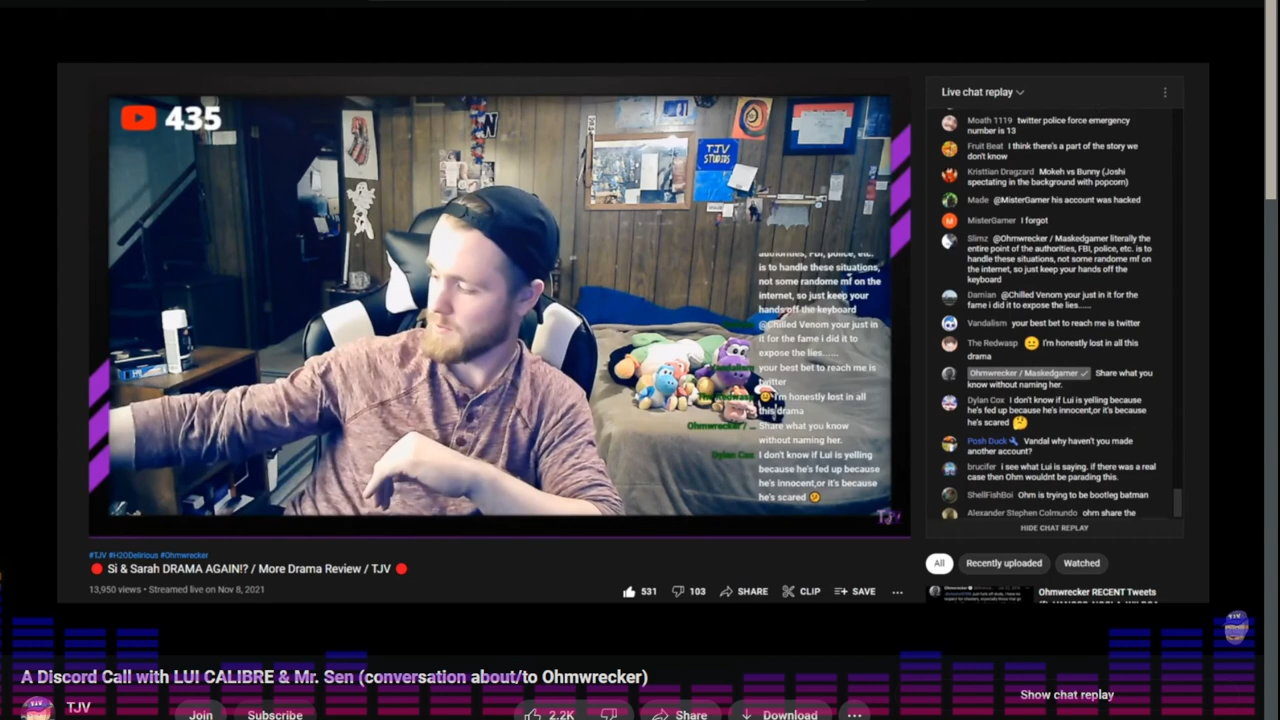 435
N
TJV
STUDIOS
authorities, FBI, police, etc.
is to handle these situations,
not some randome mf on the
internet, so just keep your
hands off the keyboard
@Chilled Venom your just in
it for the fame i did it to
expose the lies......
Vandalism your best bet to reach me is
twitter
The Redwasp 😐 I'm honestly lost in all
this drama
Ohmwrecker / ... Share what you know
without naming her.
Dylan Cox I don't know if Lui is yelling
because he's fed up because
he's innocent,or it's because
he's scared 🤔
TJV
Live chat replay
Moath 1119 twitter police force emergency
number is 13
Fruit Beat I think there's a part of the story we
don't know
Kristtian Dragzard Mokeh vs Bunny (Joshi
spectating in the background with popcorn)
Made @MisterGamer his account was hacked
M MisterGamer I forgot
Slimz @Ohmwrecker / Maskedgamer literally the
entire point of the authorities, FBI, police, etc. is to
handle these situations, not some randome mf on
the internet, so just keep your hands off the
keyboard
Damian @Chilled Venom your just in it for the
fame i did it to expose the lies......
Vandalism your best bet to reach me is twitter
The Redwasp 😐 I'm honestly lost in all this
drama
Ohmwrecker / Maskedgamer ✓ Share what you
know without naming her.
Dylan Cox I don't know if Lui is yelling because
he's fed up because he's innocent,or it's because
he's scared 🤔
Posh Duck 🔧 Vandal why haven't you made
another account?
brucifer i see what Lui is saying. if there was a real
case then Ohm wouldnt be parading this.
ShellFishBoi Ohm is trying to be bootleg batman
Alexander Stephen Colmundo ohm share the
HIDE CHAT REPLAY
#TJV #H2ODelirious #Ohmwrecker
🔴 Si & Sarah DRAMA AGAIN!? / More Drama Review / TJV 🔴
13,950 views • Streamed live on Nov 8, 2021
531 103 SHARE CLIP SAVE ...
All Recently uploaded Watched
Ohmwrecker RECENT Tweets
A Discord Call with LUI CALIBRE & Mr. Sen (conversation about/to Ohmwrecker)
Show chat replay
TJV
Join Subscribe 2.2K Share Download ...